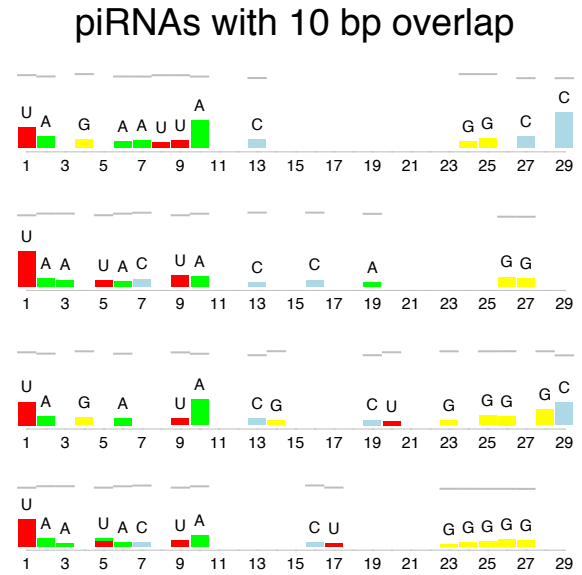 piRNAs with 10 bp overlap
U A G A A U U A C G G C C
1 3 5 7 9 11 13 15 17 19 21 23 25 27 29
U A A U A C U A C C A G G
1 3 5 7 9 11 13 15 17 19 21 23 25 27 29
U A G A U A C G C U G G G G C
1 3 5 7 9 11 13 15 17 19 21 23 25 27 29
U A A U A C U A C U G G G G G
1 3 5 7 9 11 13 15 17 19 21 23 25 27 29